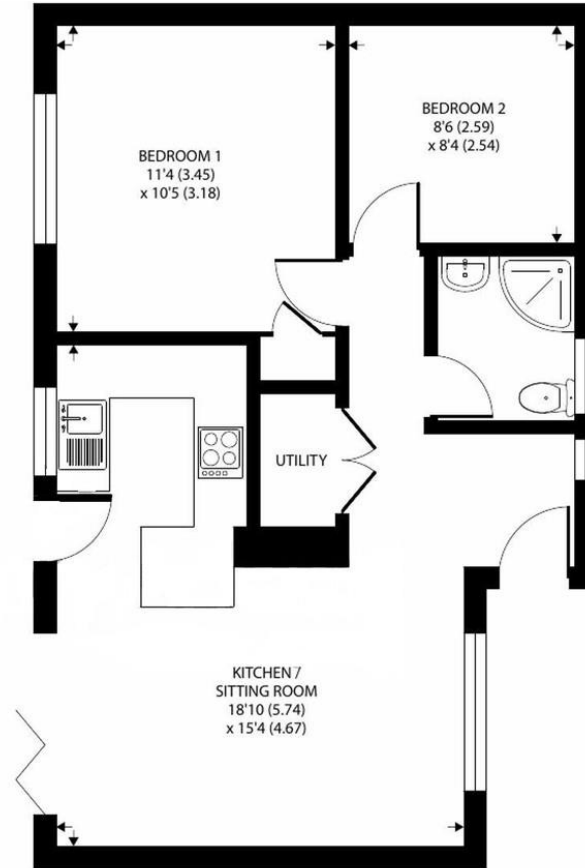 BEDROOM 1
11'4 (3.45)
x 10'5 (3.18)
BEDROOM 2
8'6 (2.59)
x 8'4 (2.54)
UTILITY
KITCHEN /
SITTING ROOM
18'10 (5.74)
x 15'4 (4.67)